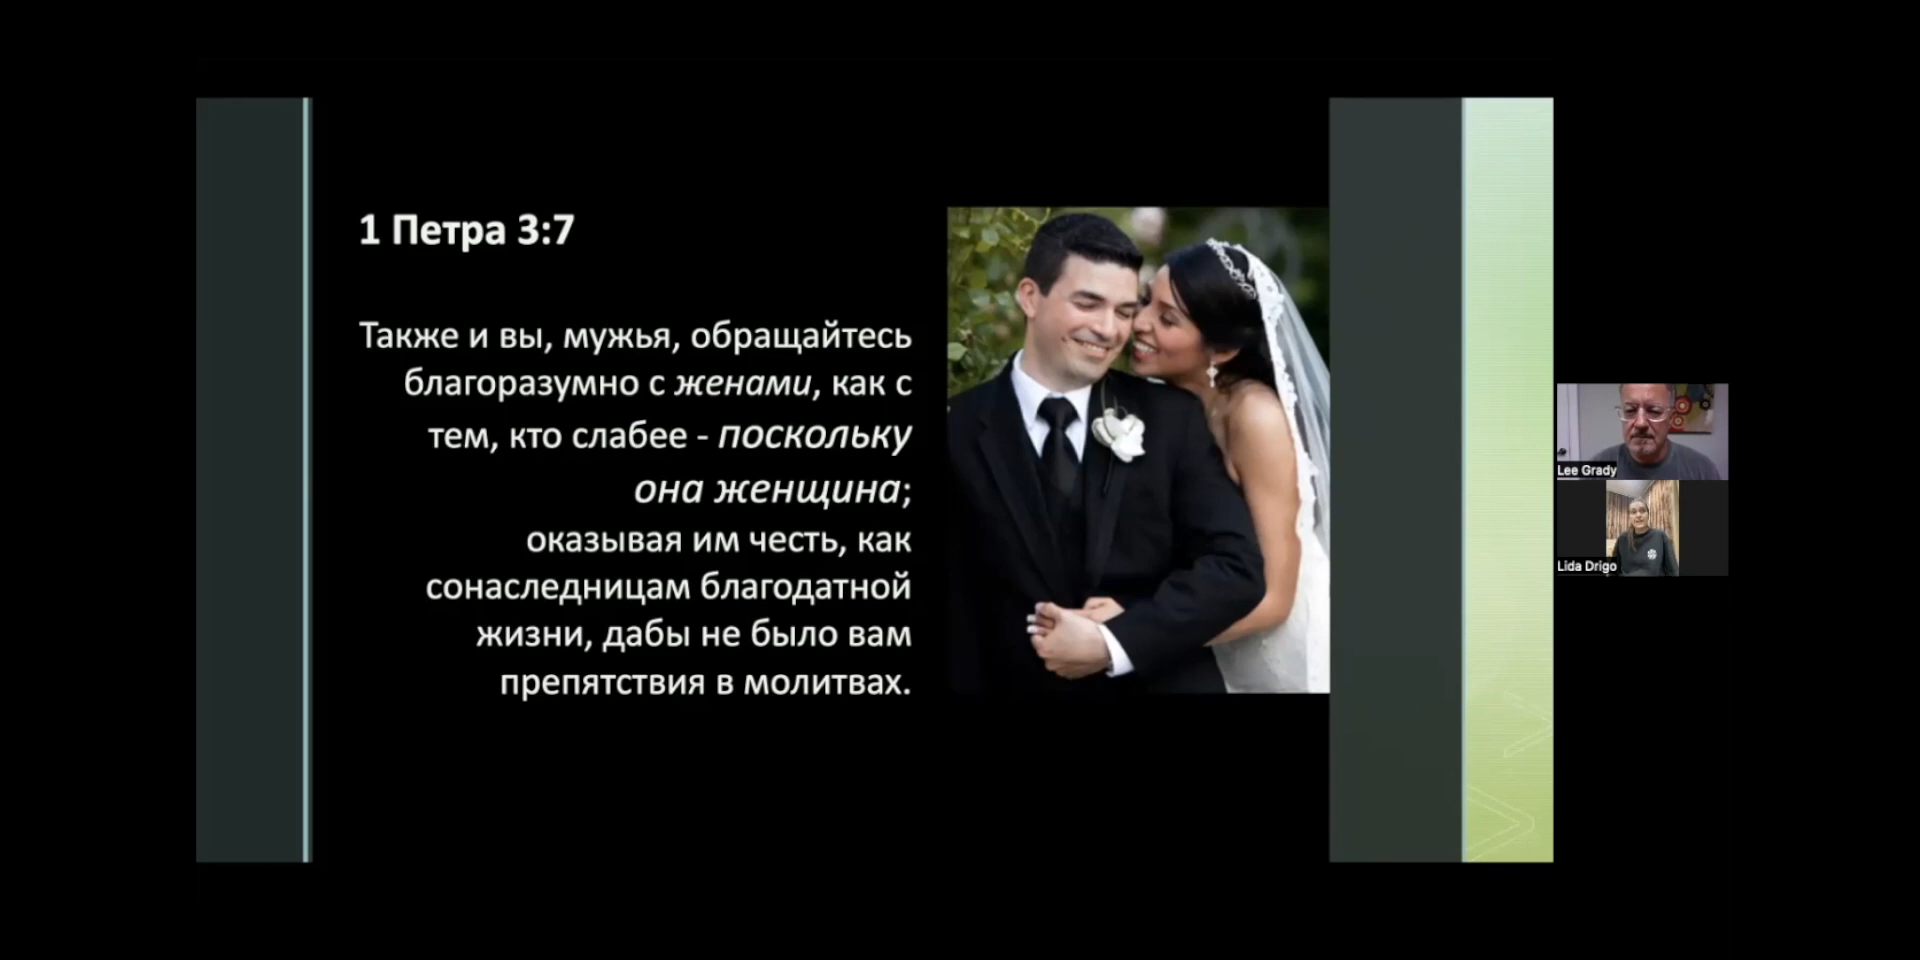 1 Петра 3:7
Также и вы, мужья, обращайтесь
благоразумно с женами, как с
тем, кто слабее - поскольку
она женщина;
оказывая им честь, как
сонаследницам благодатной
жизни, дабы не было вам
препятствия в молитвах.
Lee Grady
Lida Drigo